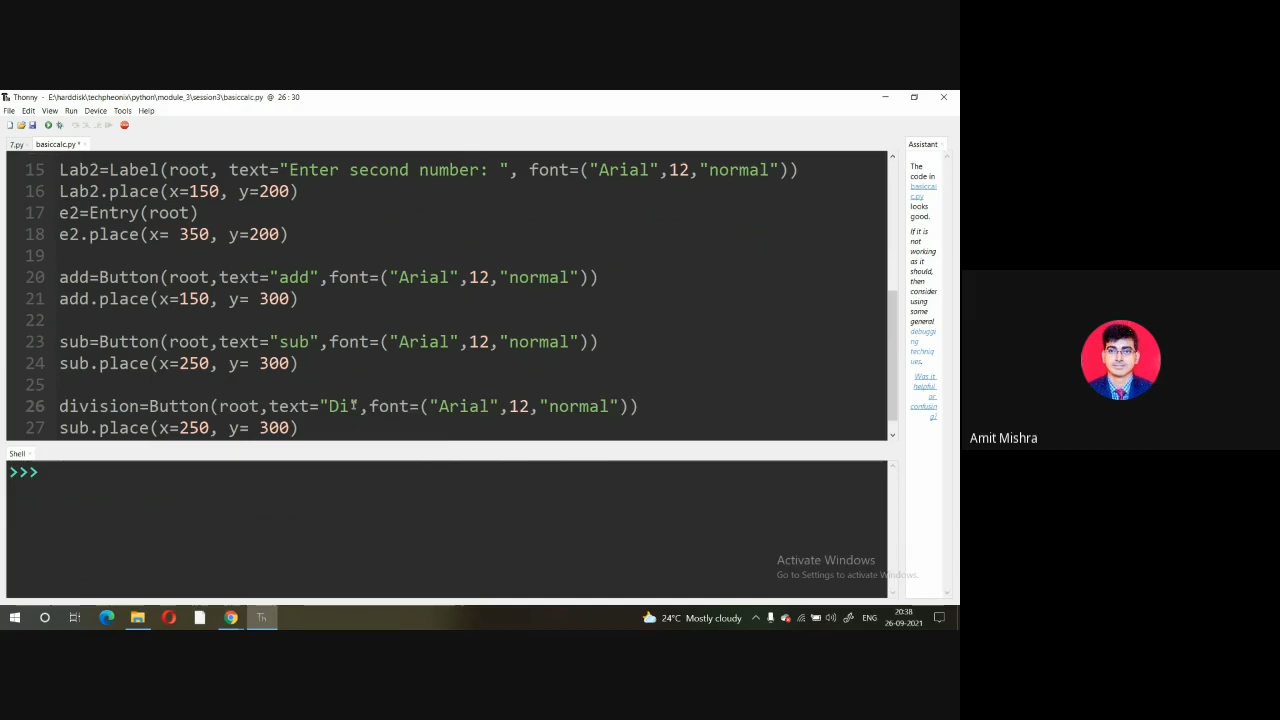 Thonny - E:\harddisk\techpheonix\python\module_3\session3\basiccalc.py @ 26 : 30
File Edit View Run Device Tools Help
7.py × basiccalc.py * ×
15 Lab2=Label(root, text="Enter second number: ", font=("Arial",12,"normal"))
16 Lab2.place(x=150, y=200)
17 e2=Entry(root)
18 e2.place(x= 350, y=200)
19
20 add=Button(root,text="add",font=("Arial",12,"normal"))
21 add.place(x=150, y= 300)
22
23 sub=Button(root,text="sub",font=("Arial",12,"normal"))
24 sub.place(x=250, y= 300)
25
26 division=Button(root,text="Di",font=("Arial",12,"normal"))
27 sub.place(x=250, y= 300)
Shell ×
>>>
Assistant ×
The
code in
basiccal
c.py
looks
good.
If it is
not
working
as it
should,
then
consider
using
some
general
debuggi
ng
techniq
ues.
Was it
helpful
or
confusing?
Amit Mishra
Activate Windows
Go to Settings to activate Windows.
Th
24°C Mostly cloudy
ENG
20:38
26-09-2021